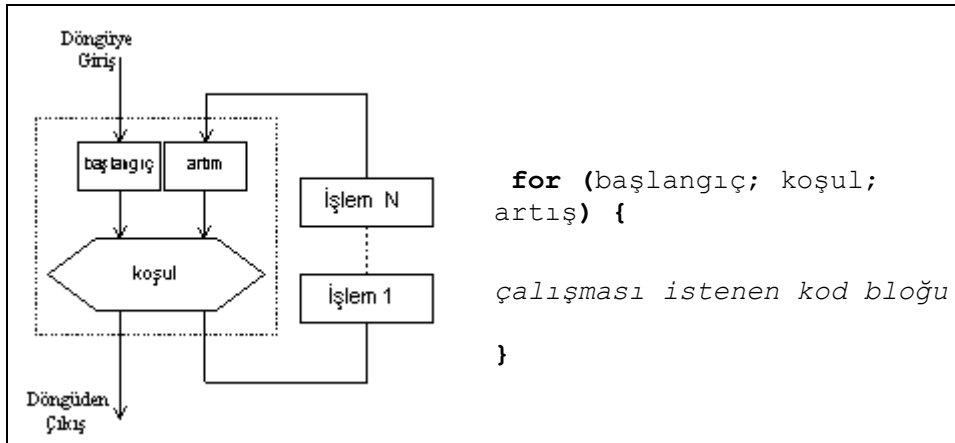 Döngüye
Giriş
başlangıç
artım
koşul
İşlem N
İşlem 1
Döngüden
Çıkış
for (başlangıç; koşul;
artış) {
çalışması istenen kod bloğu
}